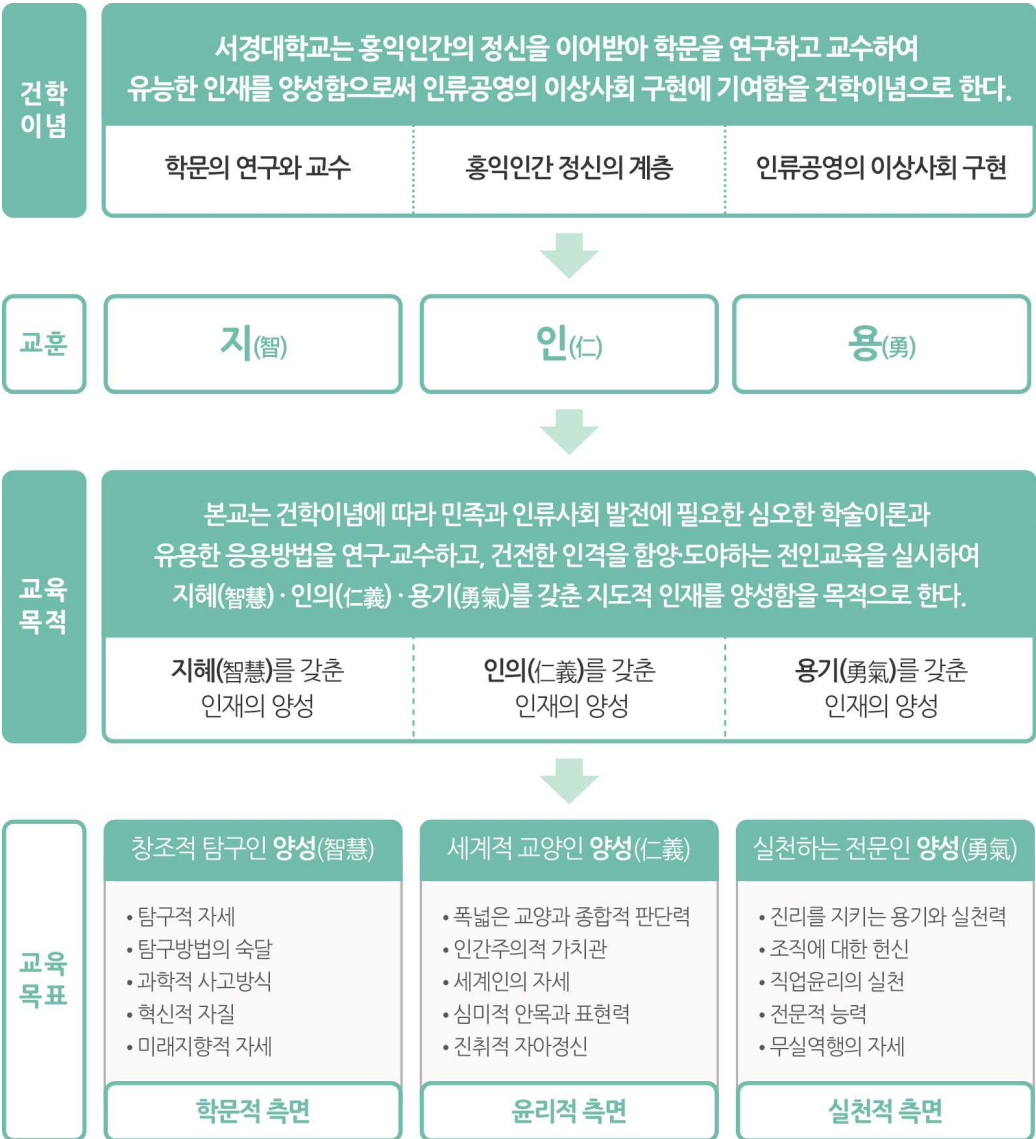 건학
이념
서경대학교는 홍익인간의 정신을 이어받아 학문을 연구하고 교수하여
유능한 인재를 양성함으로써 인류공영의 이상사회 구현에 기여함을 건학이념으로 한다.
학문의 연구와 교수
홍익인간 정신의 계층
인류공영의 이상사회 구현
교훈
지(智)
인(仁)
용(勇)
교육
목적
본교는 건학이념에 따라 민족과 인류사회 발전에 필요한 심오한 학술이론과
유용한 응용방법을 연구·교수하고, 건전한 인격을 함양·도야하는 전인교육을 실시하여
지혜(智慧) · 인의(仁義) · 용기(勇氣)를 갖춘 지도적 인재를 양성함을 목적으로 한다.
지혜(智慧)를 갖춘
인재의 양성
인의(仁義)를 갖춘
인재의 양성
용기(勇氣)를 갖춘
인재의 양성
교육
목표
창조적 탐구인 양성(智慧)
• 탐구적 자세
• 탐구방법의 숙달
• 과학적 사고방식
• 혁신적 자질
• 미래지향적 자세
학문적 측면
세계적 교양인 양성(仁義)
• 폭넓은 교양과 종합적 판단력
• 인간주의적 가치관
• 세계인의 자세
• 심미적 안목과 표현력
• 진취적 자아정신
윤리적 측면
실천하는 전문인 양성(勇氣)
• 진리를 지키는 용기와 실천력
• 조직에 대한 헌신
• 직업윤리의 실천
• 전문적 능력
• 무실역행의 자세
실천적 측면